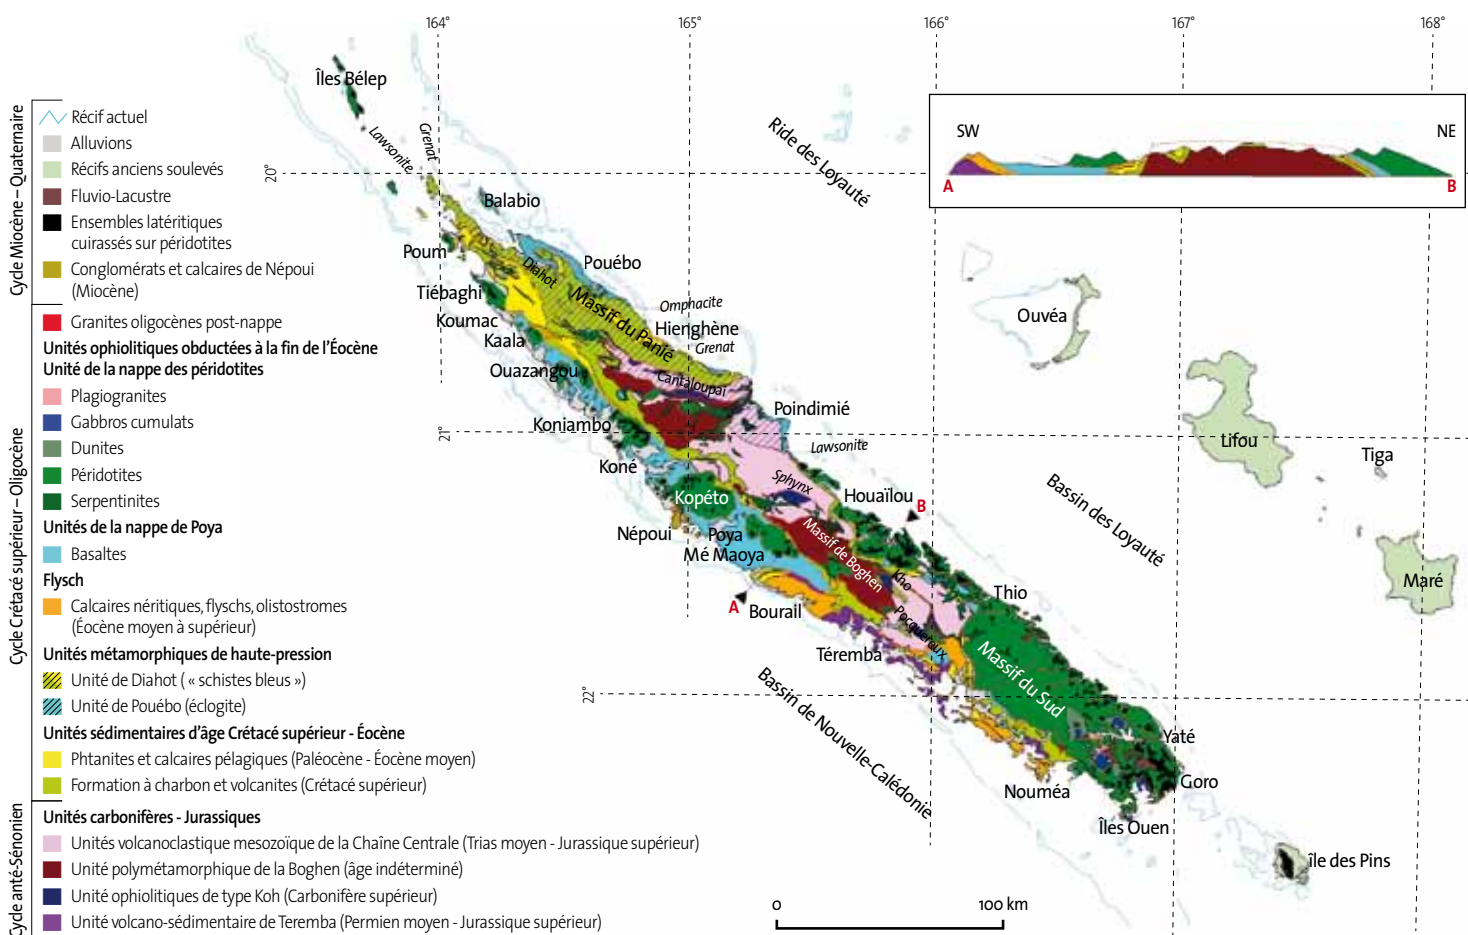 164°
165°
166°
167°
168°
20°
21°
22°
Cycle Miocène – Quaternaire
Récif actuel
Alluvions
Récifs anciens soulevés
Fluvio-Lacustre
Ensembles latéritiques
cuirassés sur péridotites
Conglomérats et calcaires de Népoui
(Miocène)
Cycle Crétacé supérieur – Oligocène
Granites oligocènes post-nappe
Unités ophiolitiques obductées à la fin de l'Éocène
Unité de la nappe des péridotites
Plagiogranites
Gabbros cumulats
Dunites
Péridotites
Serpentinites
Unités de la nappe de Poya
Basaltes
Flysch
Calcaires néritiques, flyschs, olistostromes
(Éocène moyen à supérieur)
Unités métamorphiques de haute-pression
Unité de Diahot ( « schistes bleus »)
Unité de Pouébo (éclogite)
Unités sédimentaires d'âge Crétacé supérieur - Éocène
Phtanites et calcaires pélagiques (Paléocène - Éocène moyen)
Formation à charbon et volcanites (Crétacé supérieur)
Cycle anté-Sénonien
Unités carbonifères - Jurassiques
Unités volcanoclastique mesozoïque de la Chaîne Centrale (Trias moyen - Jurassique supérieur)
Unité polymétamorphique de la Boghen (âge indéterminé)
Unité ophiolitiques de type Koh (Carbonifère supérieur)
Unité volcano-sédimentaire de Teremba (Permien moyen - Jurassique supérieur)
SW
NE
A
B
Îles Bélep
Lawsonite
Grenat
Ride des Loyauté
Balabio
Poum
Pouébo
Diahot
Tiébaghi
Massif du Panié
Omphacite
Koumac
Hienghène
Kaala
Grenat
Ouazangou
Cantaloupai
Poindimié
Koniambo
Lawsonite
Koné
Sphynx
Kopéto
Houaïlou
B
Népoui
Poya
Massif de Boghen
Mé Maoya
Kho
A
Bourail
Thio
Pocquereux
Téremba
Massif du Sud
Bassin de Nouvelle-Calédonie
Bassin des Loyauté
Yaté
Goro
Nouméa
Îles Ouen
île des Pins
Ouvéa
Lifou
Tiga
Maré
0
100 km